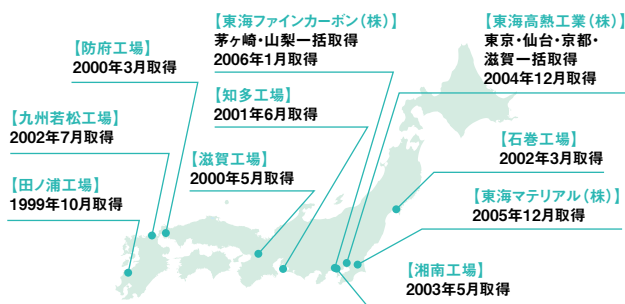 【東海ファインカーボン（株）】
茅ヶ崎・山梨一括取得
2006年1月取得
【東海高熱工業（株）】
東京・仙台・京都・
滋賀一括取得
2004年12月取得
【防府工場】
2000年3月取得
【知多工場】
2001年6月取得
【九州若松工場】
2002年7月取得
【滋賀工場】
2000年5月取得
【石巻工場】
2002年3月取得
【田ノ浦工場】
1999年10月取得
【東海マテリアル（株）】
2005年12月取得
【湘南工場】
2003年5月取得